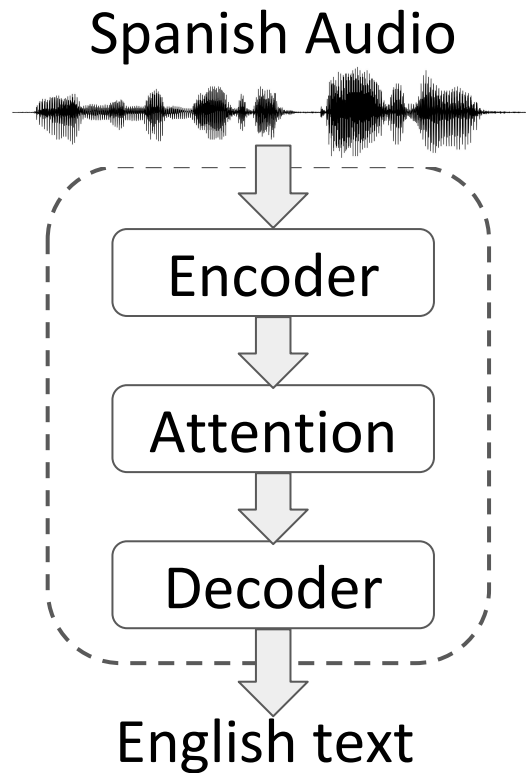 Spanish Audio
Encoder
Attention
Decoder
English text